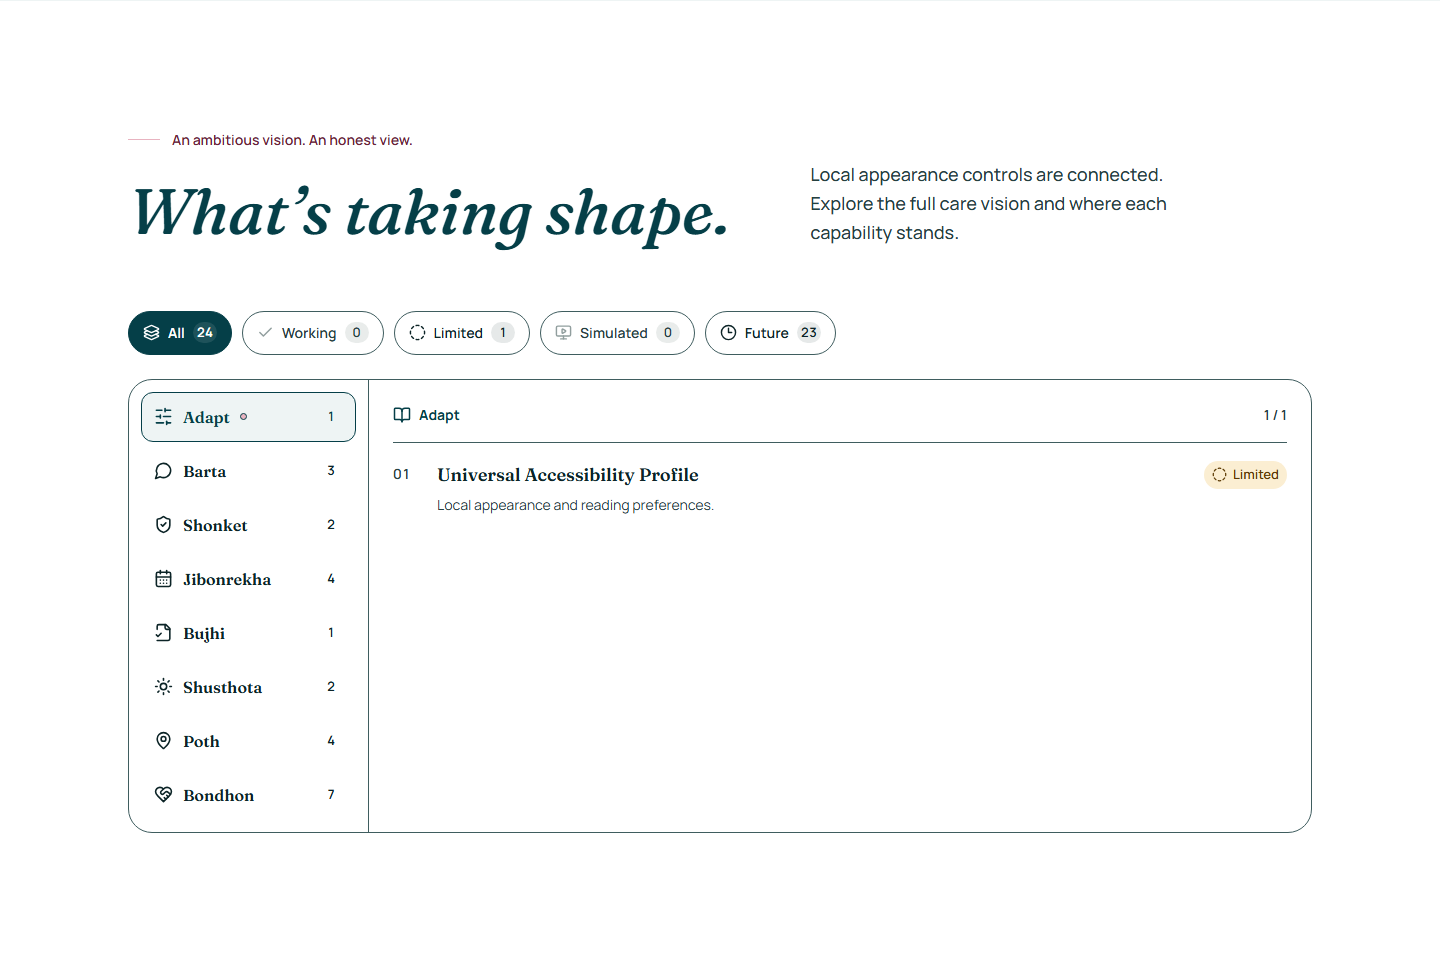 An ambitious vision. An honest view.
What’s taking shape.
Local appearance controls are connected.
Explore the full care vision and where each
capability stands.
All 24
Working 0
Limited 1
Simulated 0
Future 23
Adapt 1
Barta 3
Shonket 2
Jibonrekha 4
Bujhi 1
Shusthota 2
Poth 4
Bondhon 7
Adapt 1 / 1
01 Universal Accessibility Profile Limited
Local appearance and reading preferences.